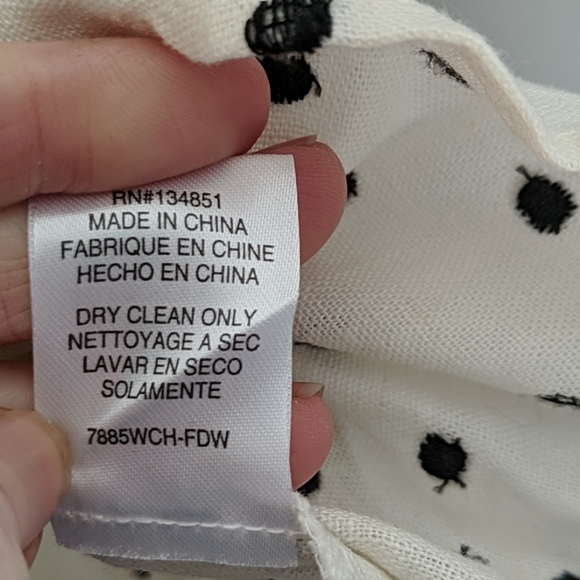 RN#134851
MADE IN CHINA
FABRIQUE EN CHINE
HECHO EN CHINA
DRY CLEAN ONLY
NETTOYAGE A SEC
LAVAR EN SECO
SOLAMENTE
7885WCH-FDW